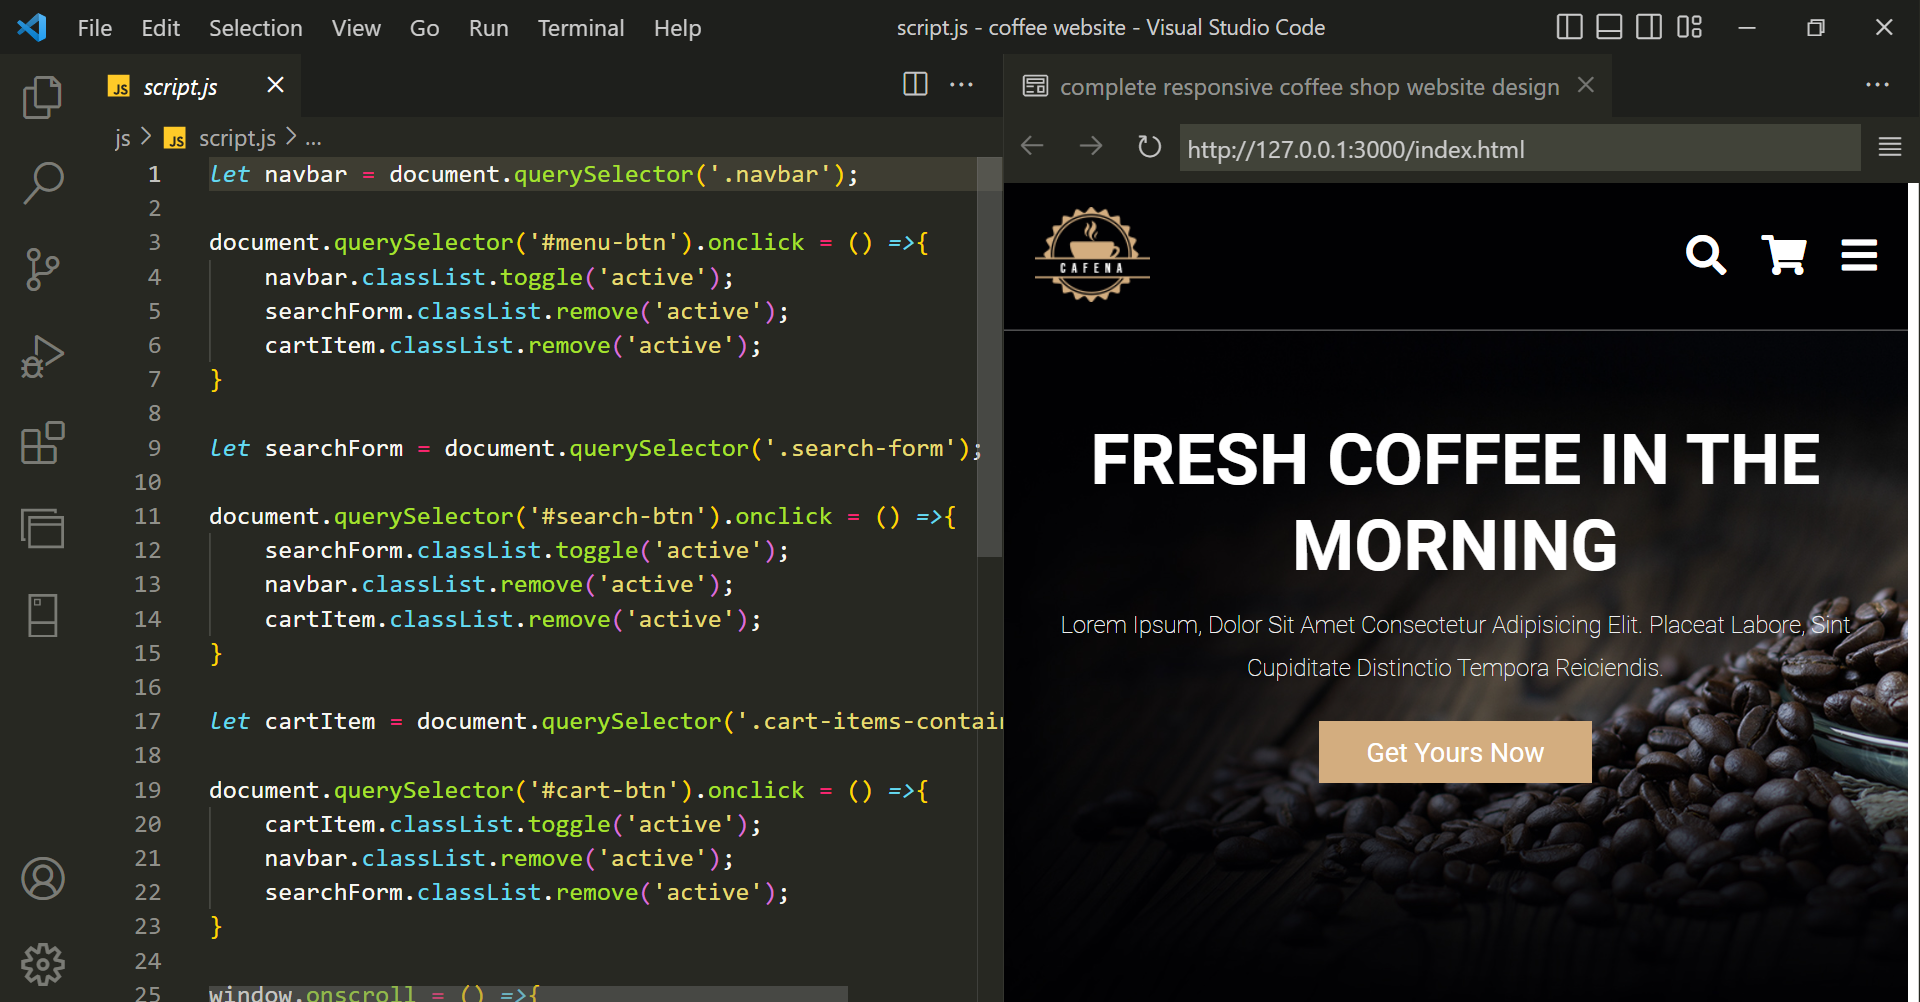 File Edit Selection View Go Run Terminal Help
script.js - coffee website - Visual Studio Code
JS script.js
js > JS script.js > ...
1 let navbar = document.querySelector('.navbar');
2
3 document.querySelector('#menu-btn').onclick = () =>{
4 navbar.classList.toggle('active');
5 searchForm.classList.remove('active');
6 cartItem.classList.remove('active');
7 }
8
9 let searchForm = document.querySelector('.search-form');
10
11 document.querySelector('#search-btn').onclick = () =>{
12 searchForm.classList.toggle('active');
13 navbar.classList.remove('active');
14 cartItem.classList.remove('active');
15 }
16
17 let cartItem = document.querySelector('.cart-items-contain
18
19 document.querySelector('#cart-btn').onclick = () =>{
20 cartItem.classList.toggle('active');
21 navbar.classList.remove('active');
22 searchForm.classList.remove('active');
23 }
24
25 window.onscroll = () =>{
complete responsive coffee shop website design
http://127.0.0.1:3000/index.html
CAFENA
FRESH COFFEE IN THE
MORNING
Lorem Ipsum, Dolor Sit Amet Consectetur Adipisicing Elit. Placeat Labore, Sint
Cupiditate Distinctio Tempora Reiciendis.
Get Yours Now